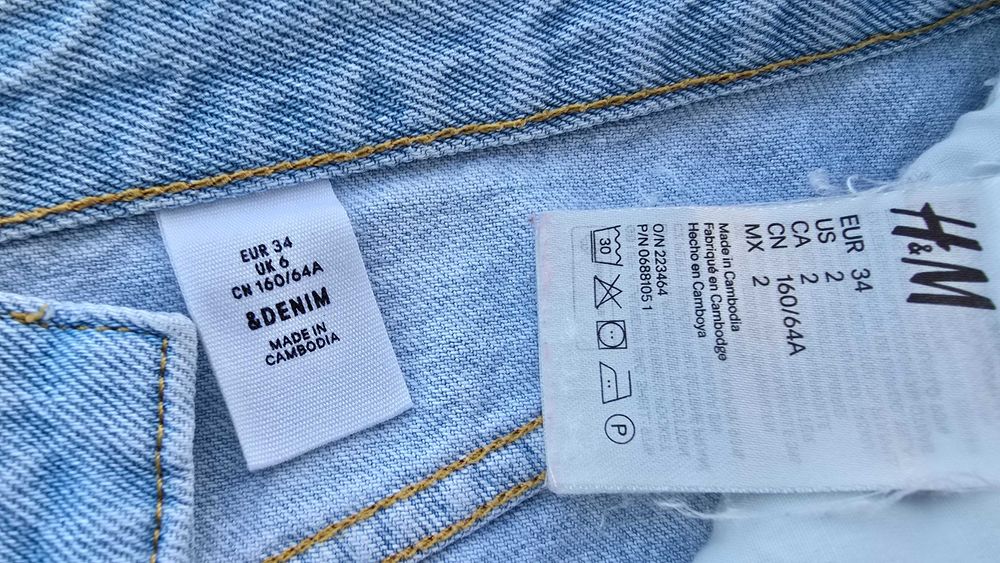 EUR 34
UK 6
CN 160/64A
&DENIM
MADE IN
CAMBODIA
H&M
EUR 34
US 2
CA 2
CN 160/64A
MX 2
Made in Cambodia
Fabriqué en Cambodge
Hecho en Camboya
O/N 223464
P/N 0688105 1
30
P